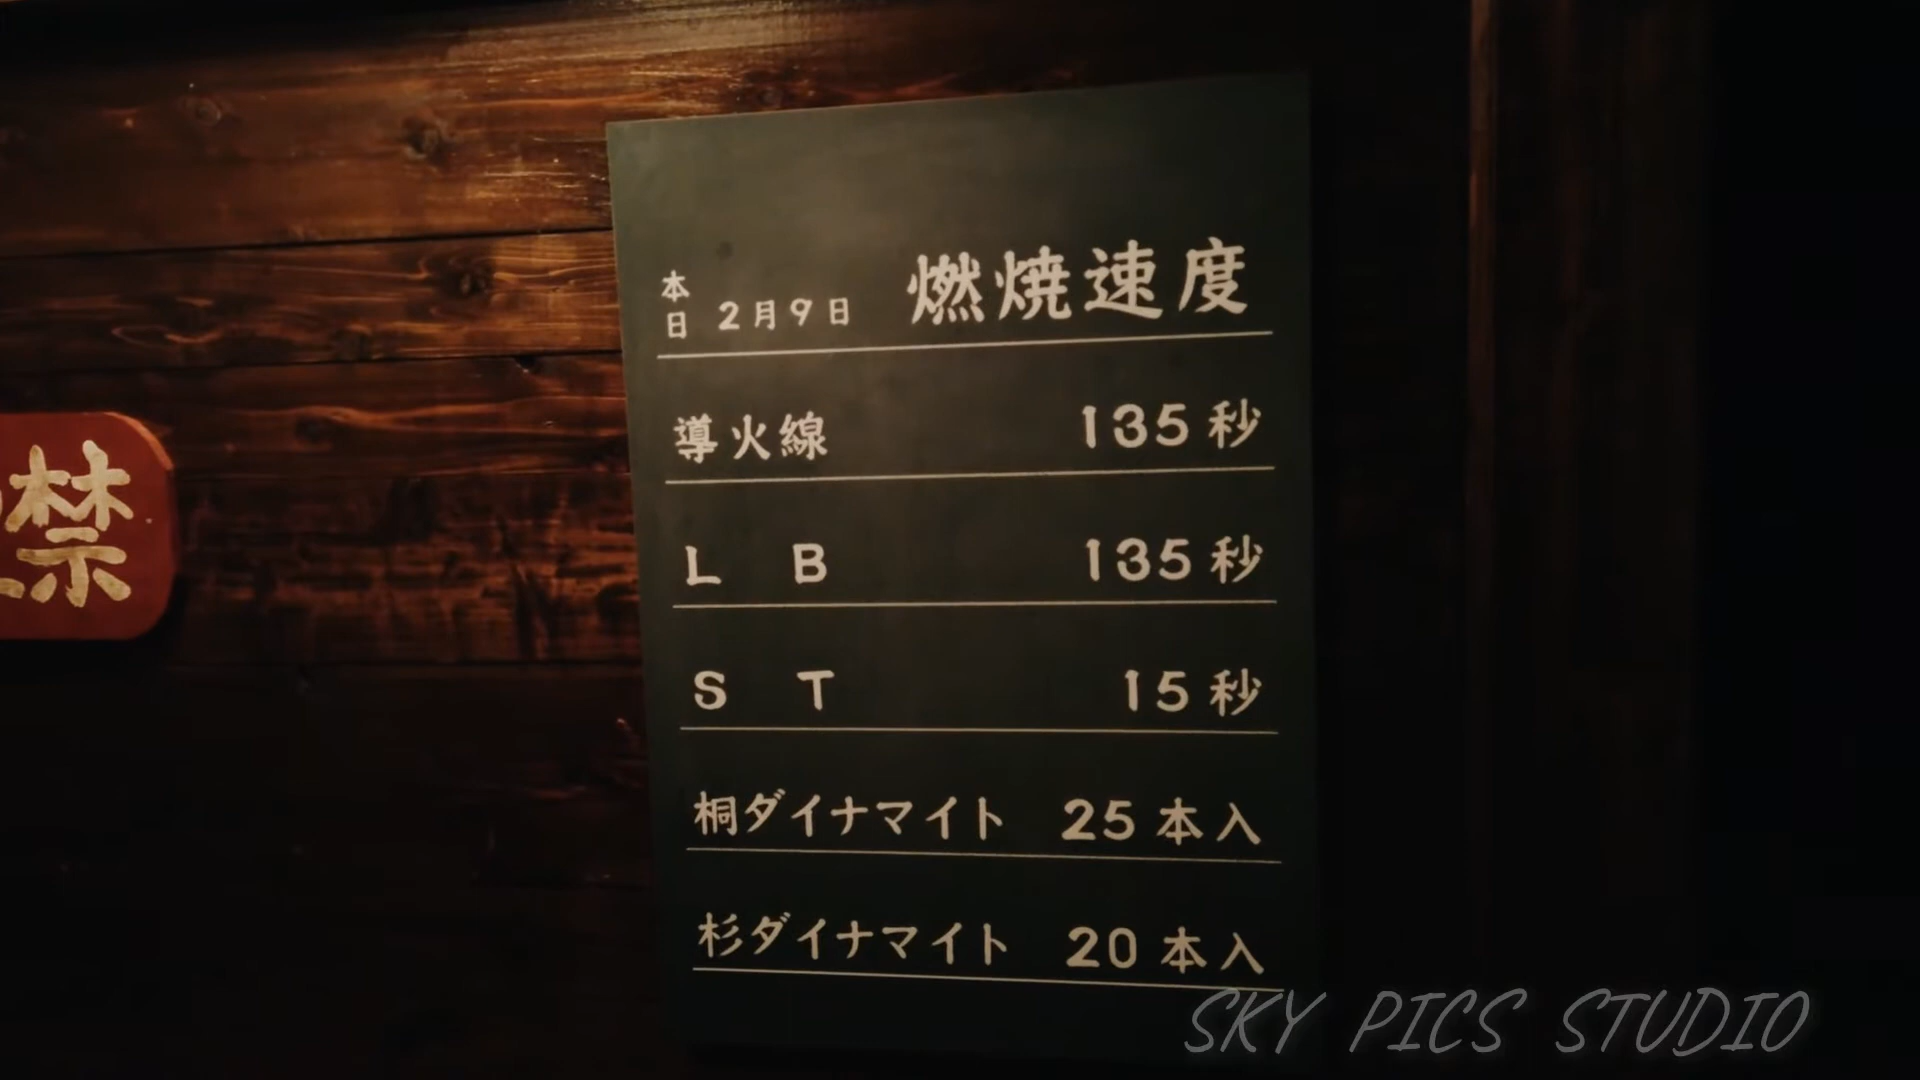 禁
本日 2月9日 燃焼速度
導火線 135秒
L B 135秒
S T 15秒
桐ダイナマイト 25本入
杉ダイナマイト 20本入
SKY PICS STUDIO